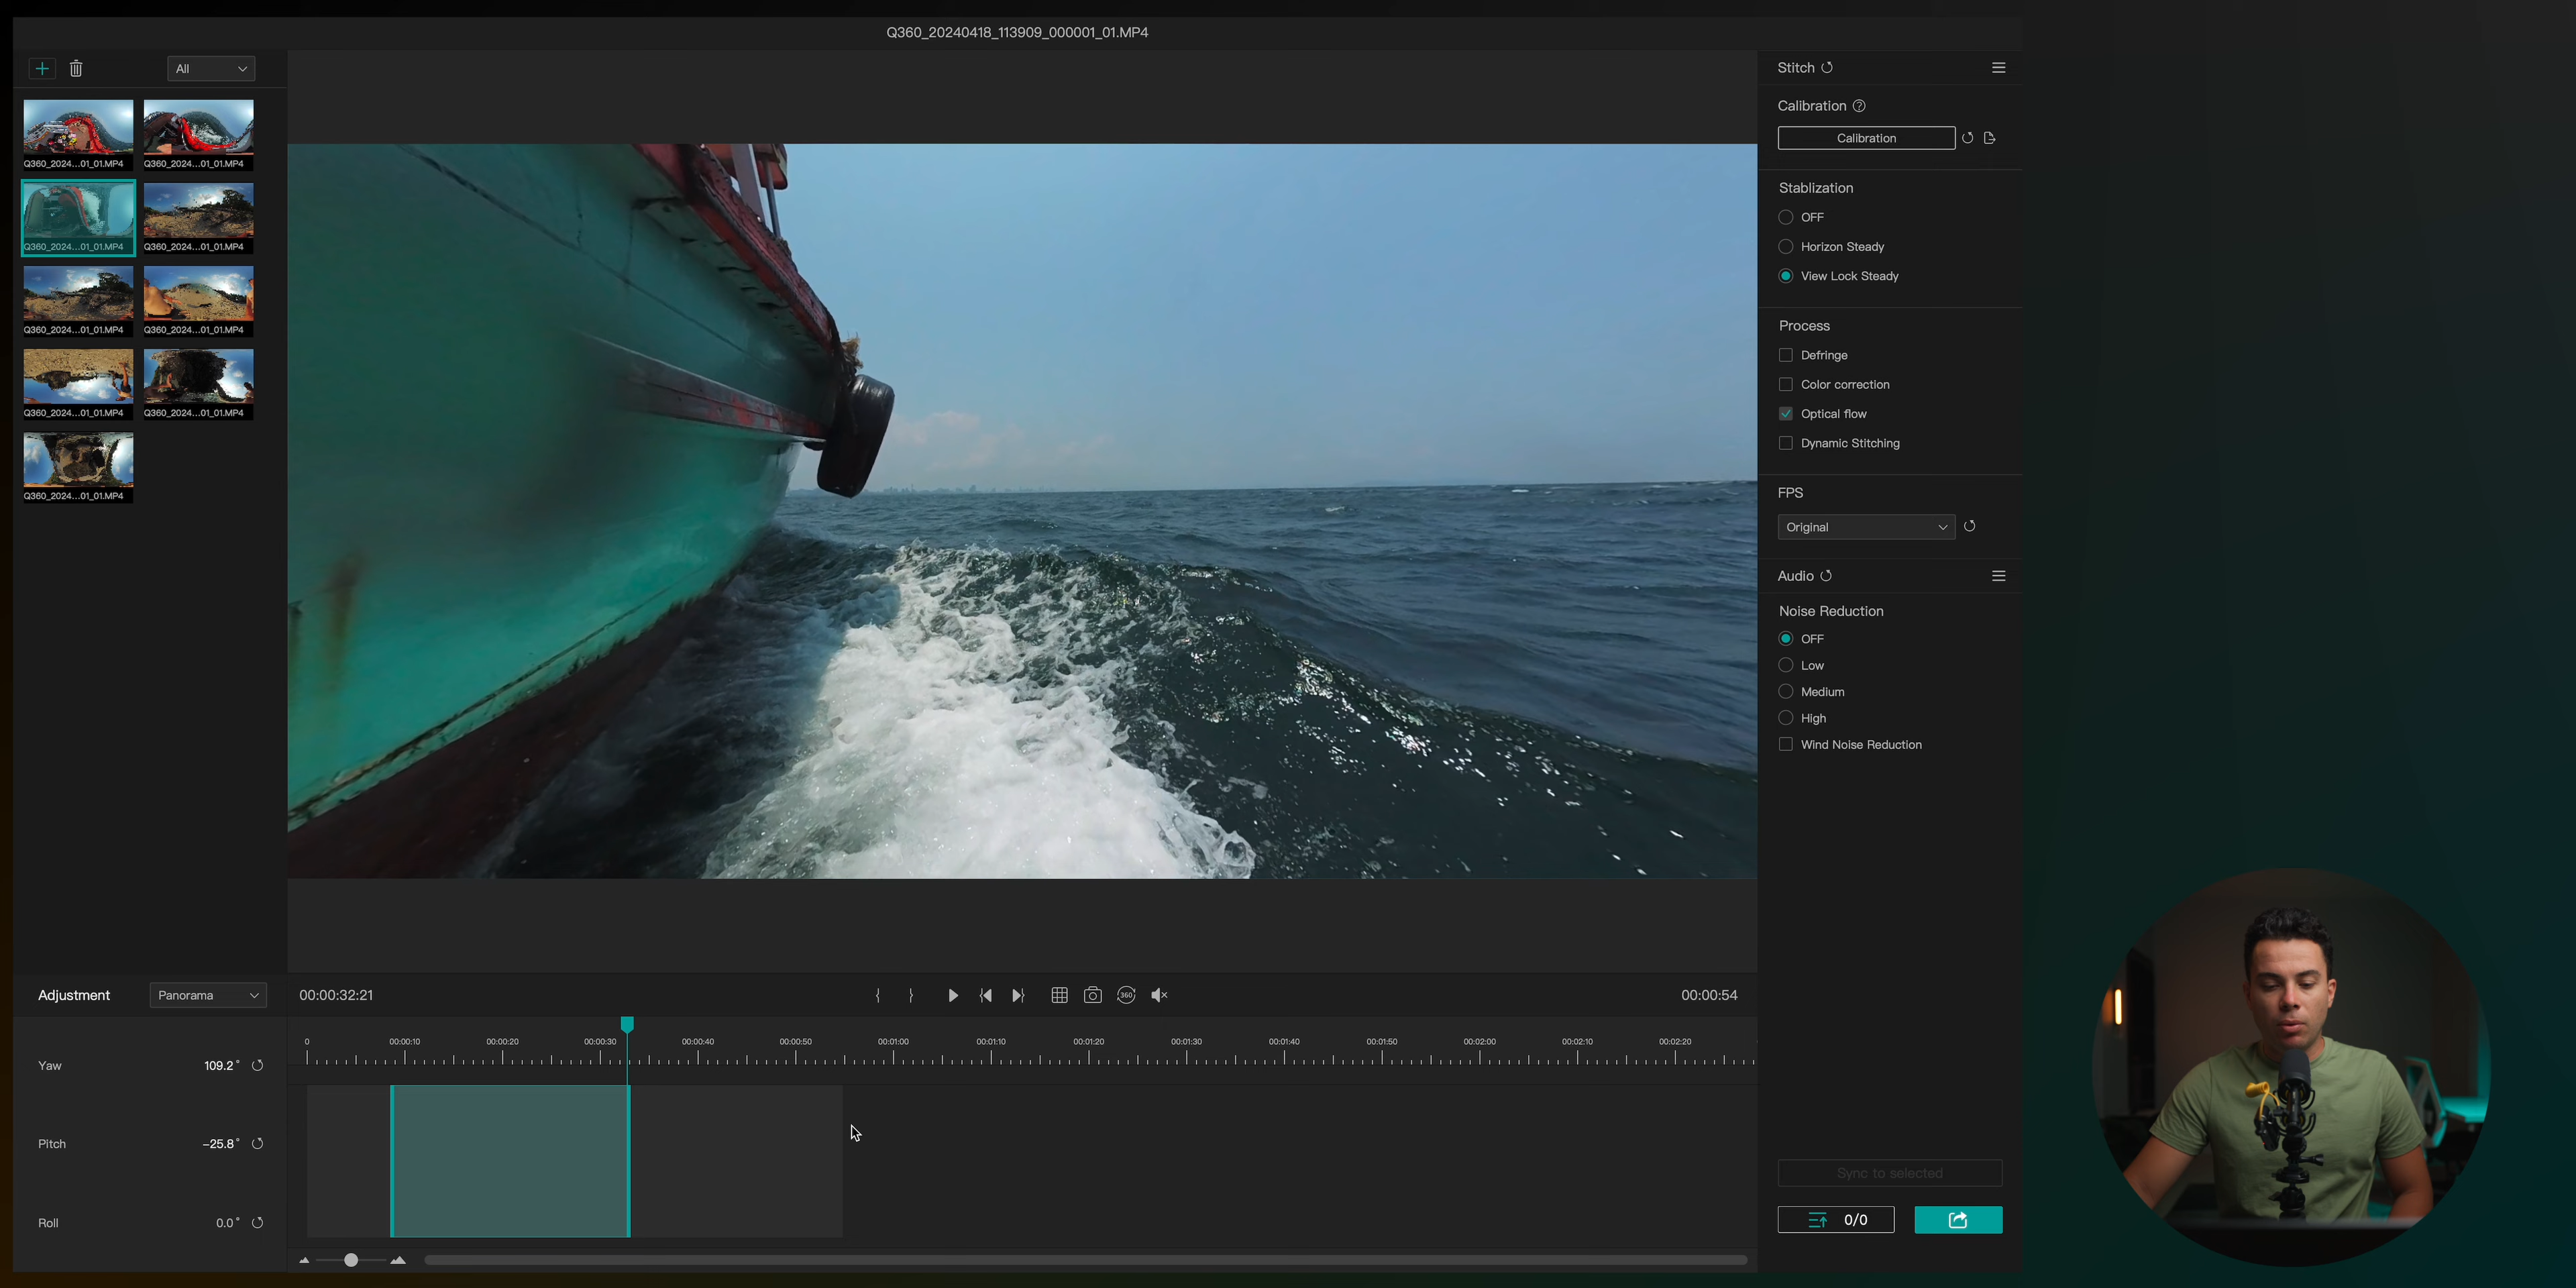 Q360_20240418_113909_000001_01.MP4
All
Q360_2024...01_01.MP4
Q360_2024...01_01.MP4
Q360_2024...01_01.MP4
Q360_2024...01_01.MP4
Q360_2024...01_01.MP4
Q360_2024...01_01.MP4
Q360_2024...01_01.MP4
Q360_2024...01_01.MP4
Q360_2024...01_01.MP4
Stitch
Calibration
Calibration
Stablization
OFF
Horizon Steady
View Lock Steady
Process
Defringe
Color correction
Optical flow
Dynamic Stitching
FPS
Original
Audio
Noise Reduction
OFF
Low
Medium
High
Wind Noise Reduction
Adjustment
Panorama
00:00:32:21
360
00:00:54
0 00:00:10 00:00:20 00:00:30 00:00:40 00:00:50 00:01:00 00:01:10 00:01:20 00:01:30 00:01:40 00:01:50 00:02:00 00:02:10 00:02:20
Yaw 109.2°
Pitch -25.8°
Roll 0.0°
Sync to selected
0/0